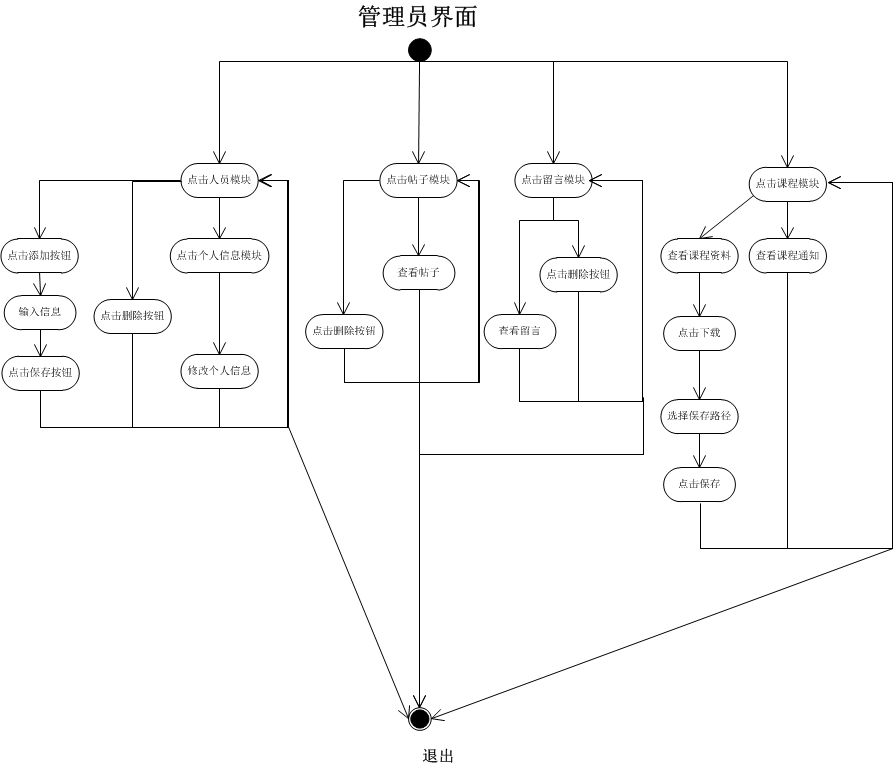 管理员界面
点击人员模块
点击帖子模块
点击留言模块
点击课程模块
点击添加按钮
点击个人信息模块
查看帖子
点击删除按钮
查看课程资料
查看课程通知
输入信息
点击删除按钮
点击删除按钮
查看留言
点击下载
点击保存按钮
修改个人信息
选择保存路径
点击保存
退出